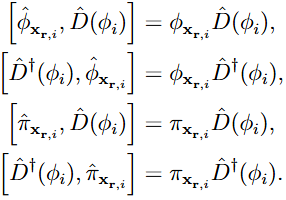 [φ̂_{𝐱_𝐫,i}, D̂(φ_i)] = φ_{𝐱_𝐫,i} D̂(φ_i),
[D̂†(φ_i), φ̂_{𝐱_𝐫,i}] = φ_{𝐱_𝐫,i} D̂†(φ_i),
[π̂_{𝐱_𝐫,i}, D̂(φ_i)] = π_{𝐱_𝐫,i} D̂(φ_i),
[D̂†(φ_i), π̂_{𝐱_𝐫,i}] = π_{𝐱_𝐫,i} D̂†(φ_i).